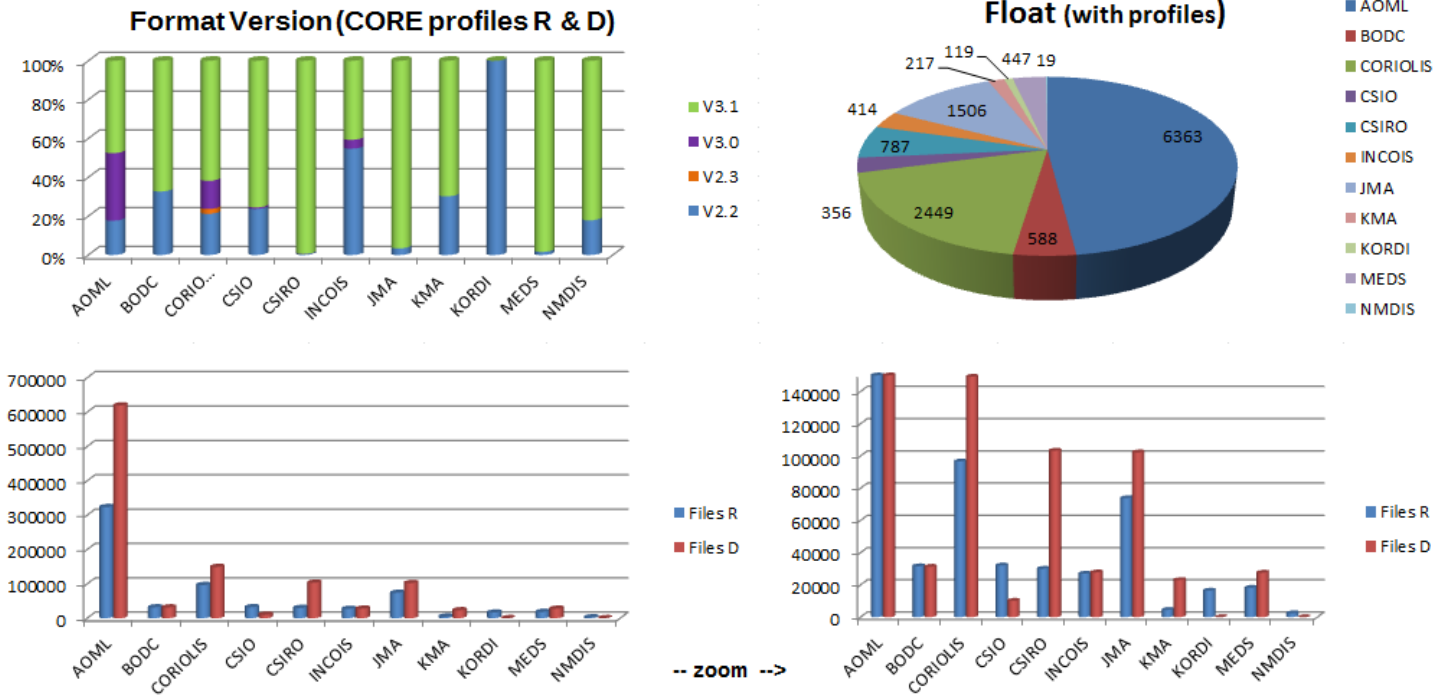 Format Version (CORE profiles R & D)
100%
80%
60%
40%
20%
0%
AOML
BODC
CORIO...
CSIO
CSIRO
INCOIS
JMA
KMA
KORDI
MEDS
NMDIS
V3.1
V3.0
V2.3
V2.2
Float (with profiles)
6363
588
2449
356
787
414
1506
217
119
447
19
AOML
BODC
CORIOLIS
CSIO
CSIRO
INCOIS
JMA
KMA
KORDI
MEDS
NMDIS
700000
600000
500000
400000
300000
200000
100000
0
AOML
BODC
CORIOLIS
CSIO
CSIRO
INCOIS
JMA
KMA
KORDI
MEDS
NMDIS
Files R
Files D
-- zoom -->
140000
120000
100000
80000
60000
40000
20000
0
AOML
BODC
CORIOLIS
CSIO
CSIRO
INCOIS
JMA
KMA
KORDI
MEDS
NMDIS
Files R
Files D